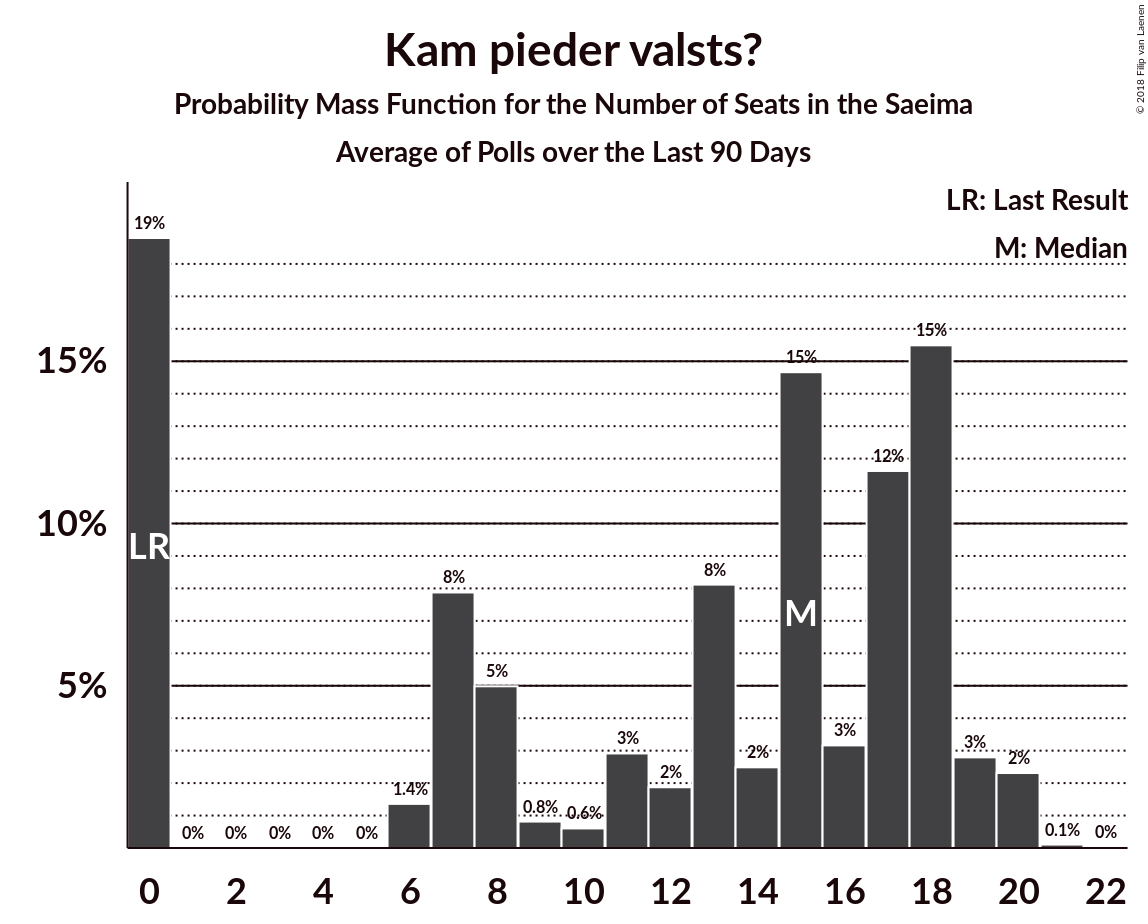 Kam pieder valsts?
Probability Mass Function for the Number of Seats in the Saeima
Average of Polls over the Last 90 Days
© 2018 Filip van Laenen
LR: Last Result
M: Median
19%
15%
15%
15%
12%
10%
LR
8%
8%
M
5%
5%
3%
3%
3%
2%
2%
2%
1.4%
0.8%
0.6%
0%
0%
0%
0%
0%
0.1%
0%
0 2 4 6 8 10 12 14 16 18 20 22